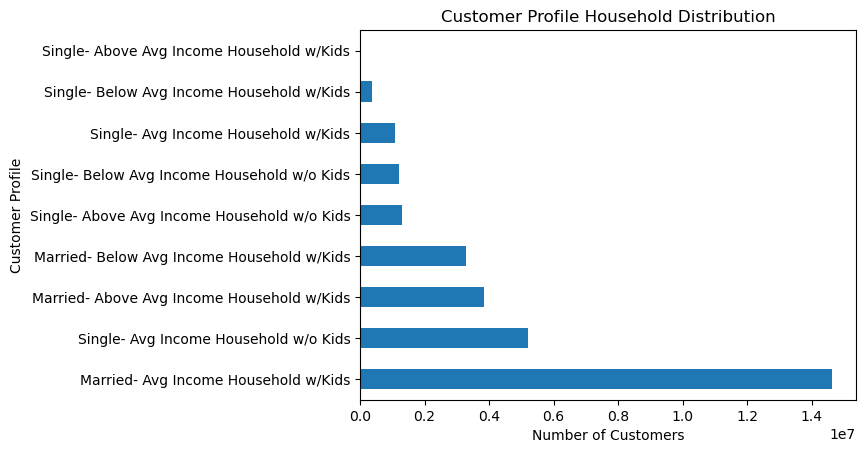 Customer Profile Household Distribution
Single- Above Avg Income Household w/Kids
Single- Below Avg Income Household w/Kids
Single- Avg Income Household w/Kids
Single- Below Avg Income Household w/o Kids
Single- Above Avg Income Household w/o Kids
Married- Below Avg Income Household w/Kids
Married- Above Avg Income Household w/Kids
Single- Avg Income Household w/o Kids
Married- Avg Income Household w/Kids
Customer Profile
0.0 0.2 0.4 0.6 0.8 1.0 1.2 1.4
1e7
Number of Customers